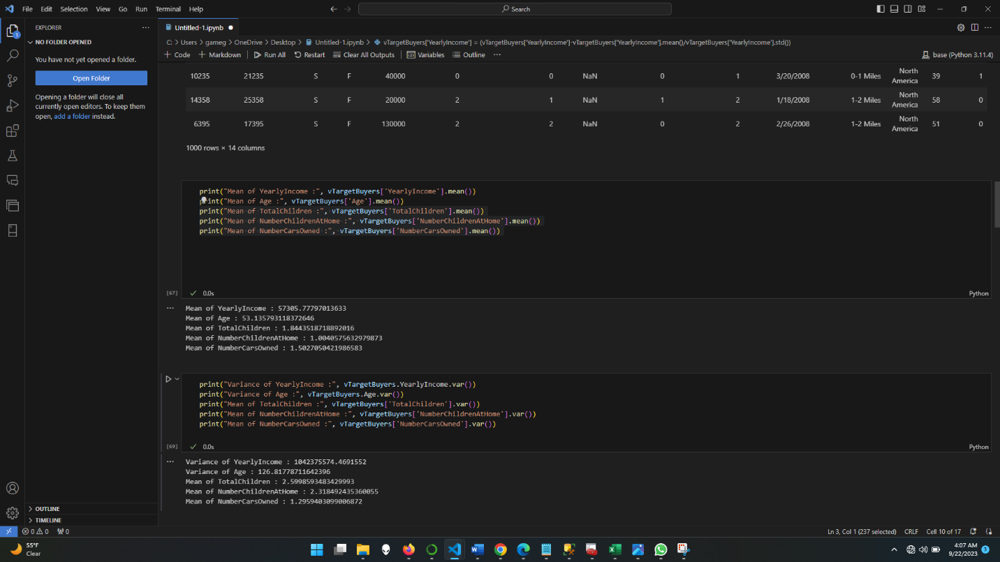 File Edit Selection View Go Run Terminal Help
Search
EXPLORER
NO FOLDER OPENED
You have not yet opened a folder.
Open Folder
Opening a folder will close all
currently open editors. To keep them
open, add a folder instead.
OUTLINE
TIMELINE
1
Untitled-1.ipynb
C: > Users > gameg > OneDrive > Desktop > Untitled-1.ipynb > vTargetBuyers['YearlyIncome'] = (vTargetBuyers['YearlyIncome']-vTargetBuyers['YearlyIncome'].mean()/vTargetBuyers['YearlyIncome'].std())
+ Code + Markdown Run All Restart Clear All Outputs Variables Outline ... base (Python 3.11.4)
10235 21235 S F 40000 0 0 NaN 0 1 3/20/2008 0-1 Miles North America 39 1
14358 25358 S F 20000 2 1 NaN 1 2 1/18/2008 1-2 Miles North America 58 0
6395 17395 S F 130000 2 2 NaN 0 2 2/26/2008 1-2 Miles North America 51 0
1000 rows × 14 columns
print("Mean of YearlyIncome :", vTargetBuyers['YearlyIncome'].mean())
print("Mean of Age :", vTargetBuyers['Age'].mean())
print("Mean of TotalChildren :", vTargetBuyers['TotalChildren'].mean())
print("Mean of NumberChildrenAtHome :", vTargetBuyers['NumberChildrenAtHome'].mean())
print("Mean of NumberCarsOwned :", vTargetBuyers['NumberCarsOwned'].mean())
[67] 0.0s Python
Mean of YearlyIncome : 57305.77797013633
Mean of Age : 53.135793118372646
Mean of TotalChildren : 1.8443518718892016
Mean of NumberChildrenAtHome : 1.0040575632979873
Mean of NumberCarsOwned : 1.5027050421986583
print("Variance of YearlyIncome :", vTargetBuyers.YearlyIncome.var())
print("Variance of Age :", vTargetBuyers.Age.var())
print("Mean of TotalChildren :", vTargetBuyers['TotalChildren'].var())
print("Mean of NumberChildrenAtHome :", vTargetBuyers['NumberChildrenAtHome'].var())
print("Mean of NumberCarsOwned :", vTargetBuyers['NumberCarsOwned'].var())
[69] 0.0s Python
Variance of YearlyIncome : 1042375574.4691552
Variance of Age : 126.81778711642396
Mean of TotalChildren : 2.5998593483429993
Mean of NumberChildrenAtHome : 2.318492435360055
Mean of NumberCarsOwned : 1.2959403099006872
0 0 0 Ln 3, Col 1 (237 selected) CRLF Cell 10 of 17
55°F
Clear
4:07 AM
9/22/2023
3